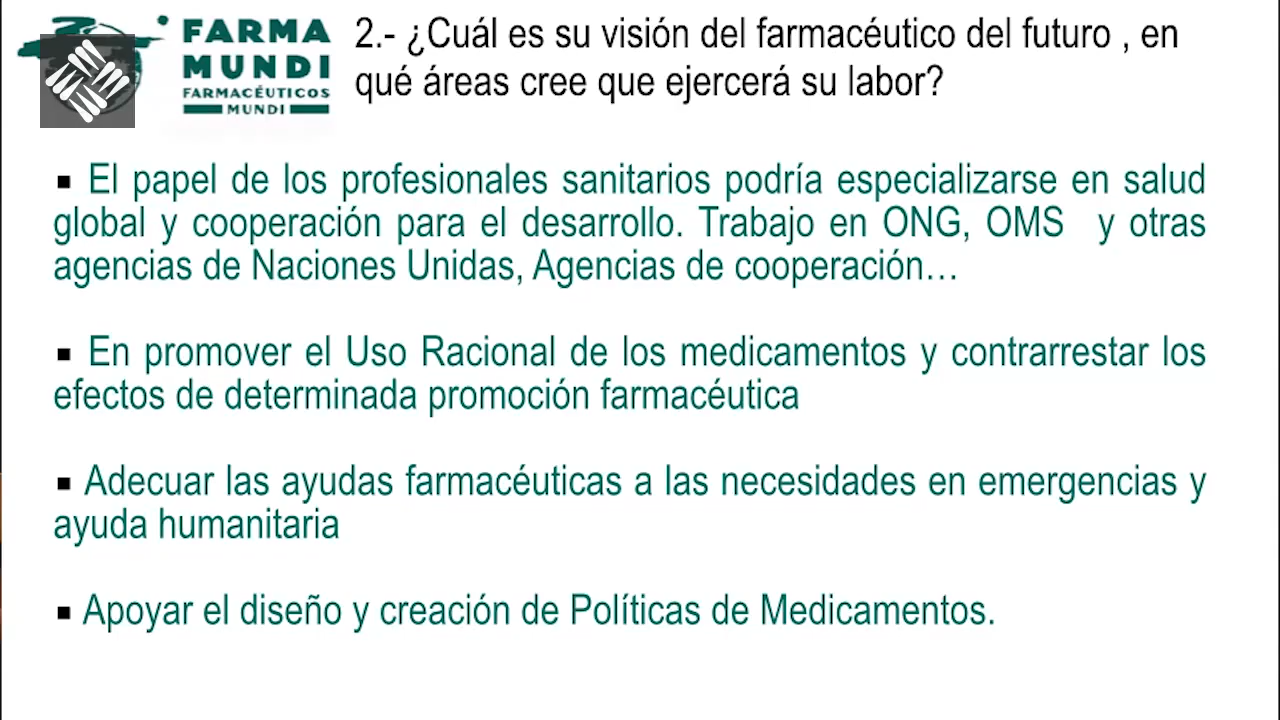 FARMA
MUNDI
FARMACÉUTICOS
MUNDI
2.- ¿Cuál es su visión del farmacéutico del futuro , en
qué áreas cree que ejercerá su labor?
▪ El papel de los profesionales sanitarios podría especializarse en salud
global y cooperación para el desarrollo. Trabajo en ONG, OMS y otras
agencias de Naciones Unidas, Agencias de cooperación…
▪ En promover el Uso Racional de los medicamentos y contrarrestar los
efectos de determinada promoción farmacéutica
▪ Adecuar las ayudas farmacéuticas a las necesidades en emergencias y
ayuda humanitaria
▪ Apoyar el diseño y creación de Políticas de Medicamentos.